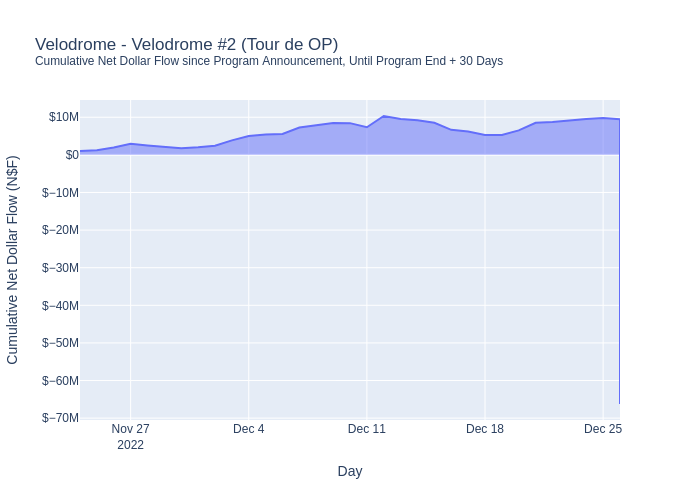 Velodrome - Velodrome #2 (Tour de OP)
Cumulative Net Dollar Flow since Program Announcement, Until Program End + 30 Days
Cumulative Net Dollar Flow (N$F)
$10M
$0
$−10M
$−20M
$−30M
$−40M
$−50M
$−60M
$−70M
Nov 27
2022
Dec 4
Dec 11
Dec 18
Dec 25
Day